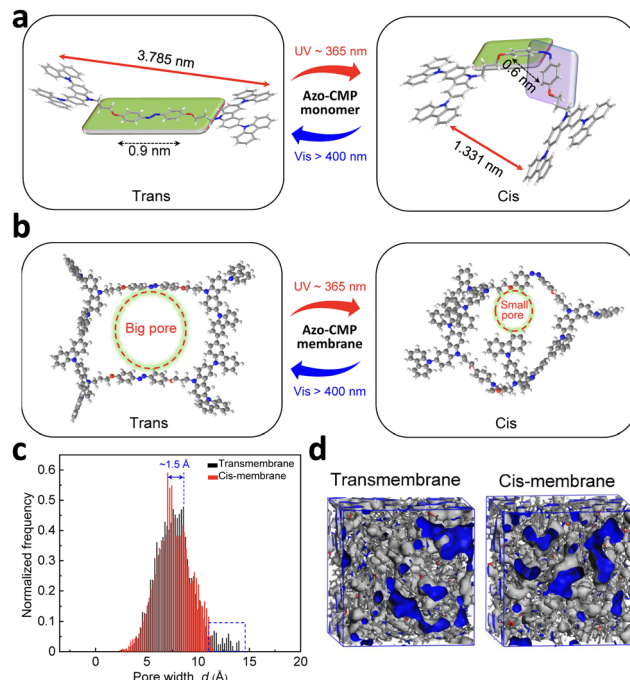 a
3.785 nm
0.9 nm
Trans
UV ~ 365 nm
Azo-CMP
monomer
Vis > 400 nm
0.6 nm
1.331 nm
Cis
b
Big pore
Trans
UV ~ 365 nm
Azo-CMP
membrane
Vis > 400 nm
Small
pore
Cis
c
~1.5 Å
Transmembrane
Cis-membrane
Normalized frequency
0.6
0.5
0.4
0.3
0.2
0.1
0
0
5
10
15
20
Pore width, d (Å)
d
Transmembrane
Cis-membrane